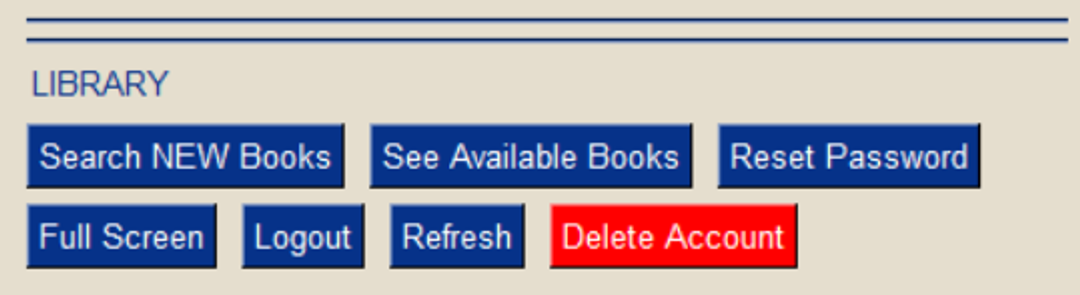 LIBRARY
Search NEW Books See Available Books Reset Password
Full Screen Logout Refresh Delete Account